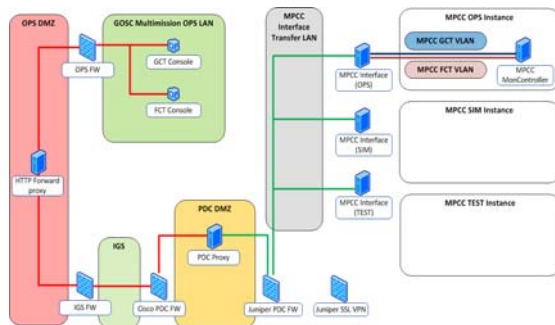 OPS DMZ
GOSC Multimission OPS LAN
MPCC
Interface
Transfer LAN
MPCC OPS Instance
OPS FW
GCT Console
FCT Console
MPCC Interface
(OPS)
MPCC GCT VLAN
MPCC FCT VLAN
MPCC
MonController
MPCC SIM Instance
MPCC Interface
(SIM)
HTTP Forward
proxy
MPCC Interface
(TEST)
MPCC TEST Instance
IGS
PDC DMZ
PDC Proxy
IGS FW
Cisco PDC FW
Juniper PDC FW
Juniper SSL VPN